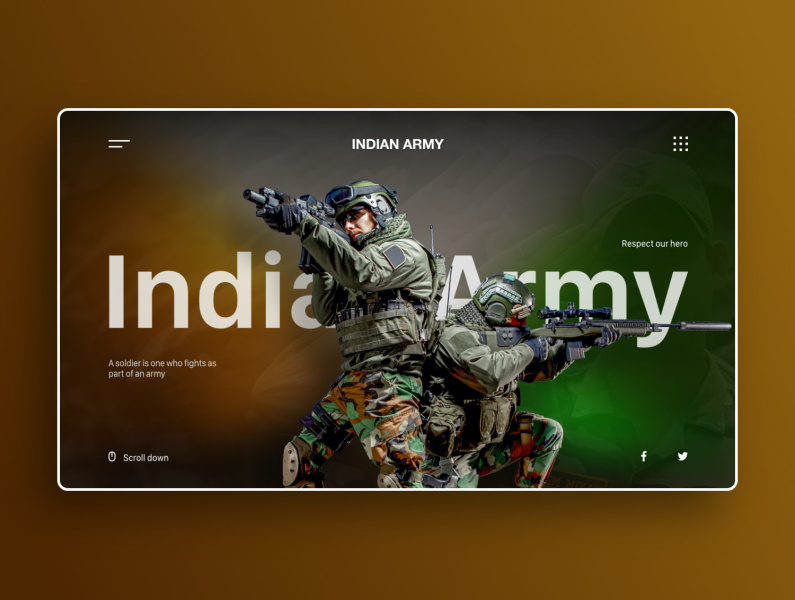 INDIAN ARMY
Respect our hero
India Army
A soldier is one who fights as
part of an army
Scroll down